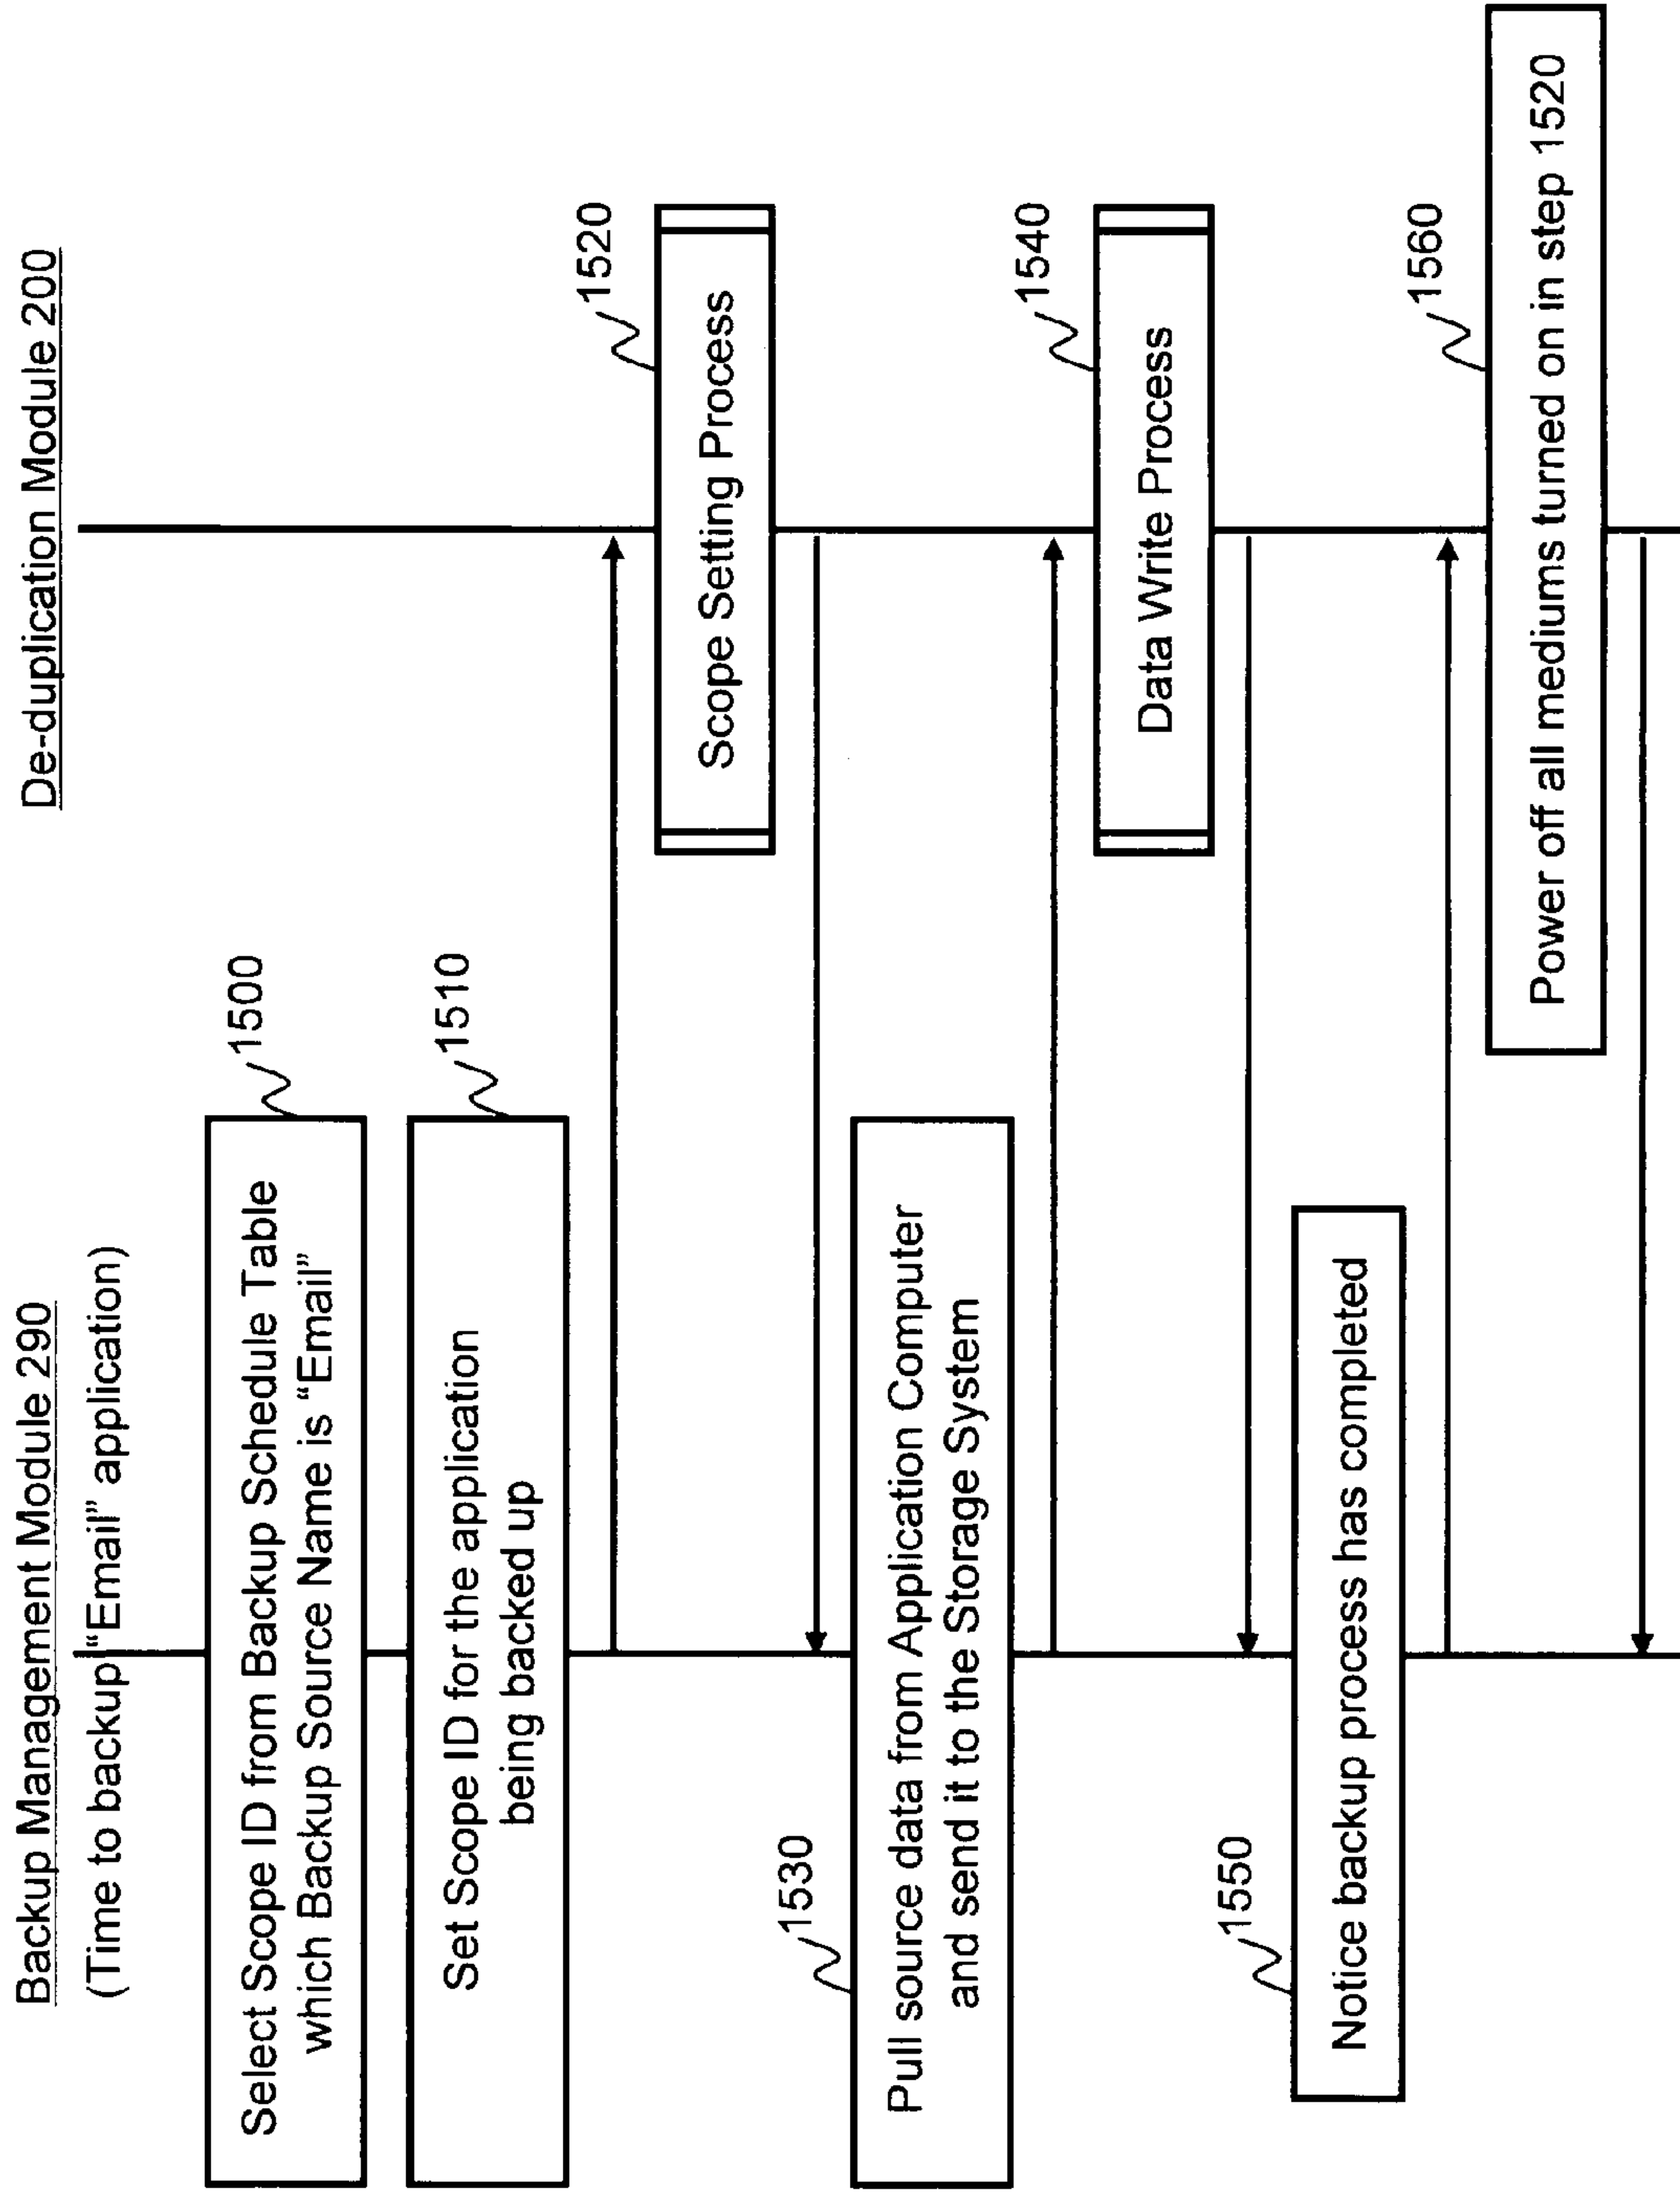 Backup Management Module 290
(Time to backup “Email” application)
De-duplication Module 200
1500
Select Scope ID from Backup Schedule Table
which Backup Source Name is “Email”
1510
Set Scope ID for the application
being backed up
1520
Scope Setting Process
1530
Pull source data from Application Computer
and send it to the Storage System
1540
Data Write Process
1550
Notice backup process has completed
1560
Power off all mediums turned on in step 1520